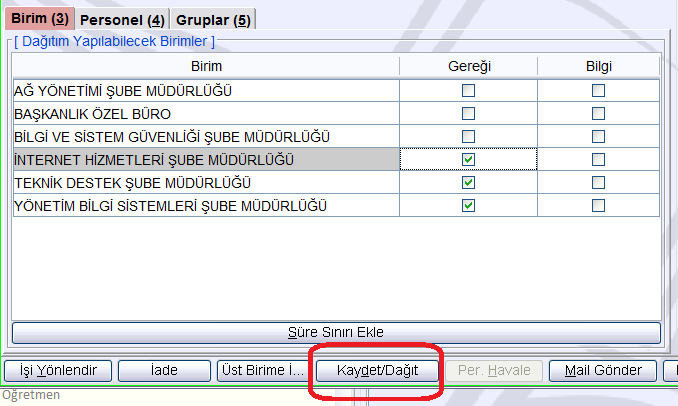 Birim (3) Personel (4) Gruplar (5)
[ Dağıtım Yapılabilecek Birimler ]
Birim Gereği Bilgi
AĞ YÖNETİMİ ŞUBE MÜDÜRLÜĞÜ
BAŞKANLIK ÖZEL BÜRO
BİLGİ VE SİSTEM GÜVENLİĞİ ŞUBE MÜDÜRLÜĞÜ
İNTERNET HİZMETLERİ ŞUBE MÜDÜRLÜĞÜ
TEKNİK DESTEK ŞUBE MÜDÜRLÜĞÜ
YÖNETİM BİLGİ SİSTEMLERİ ŞUBE MÜDÜRLÜĞÜ
Süre Sınırı Ekle
İşi Yönlendir İade Üst Birime İ... Kaydet/Dağıt Per. Havale Mail Gönder
Öğretmen